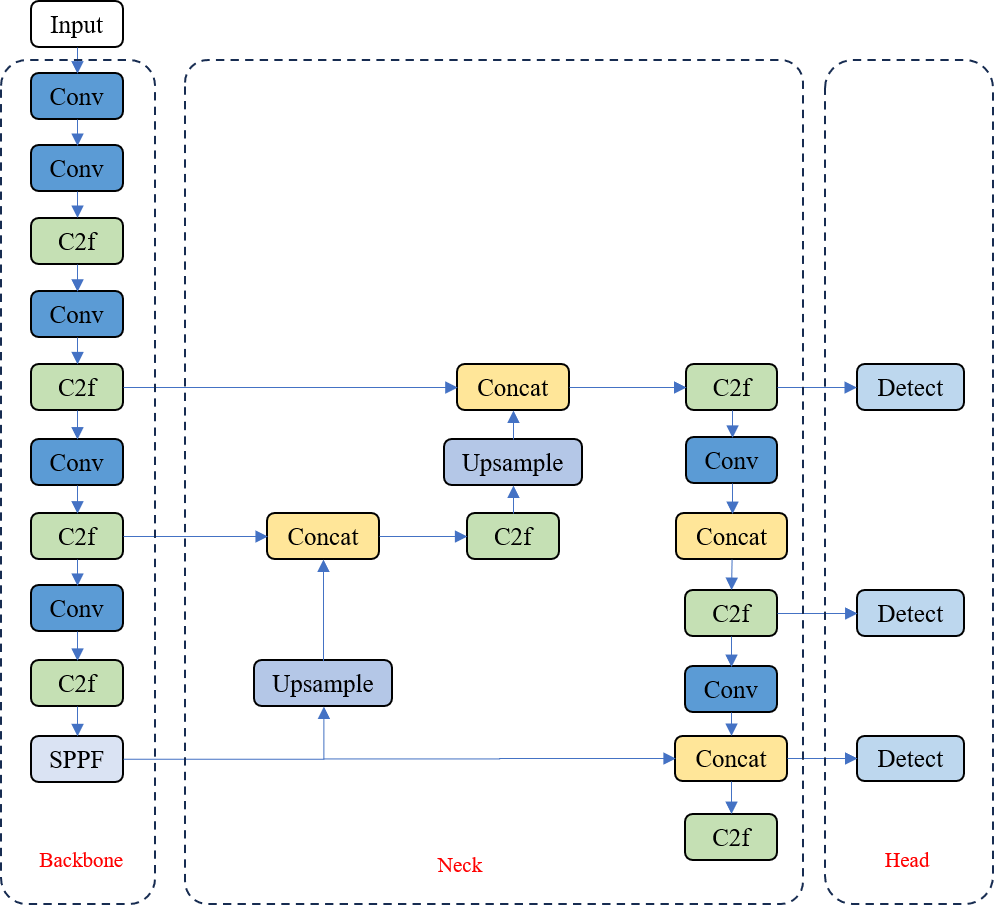 Input
Conv
Conv
C2f
Conv
C2f
Conv
C2f
Conv
C2f
SPPF
Backbone
Concat
Upsample
Concat
Upsample
C2f
C2f
Conv
Concat
C2f
Conv
Concat
C2f
Neck
Detect
Detect
Detect
Head